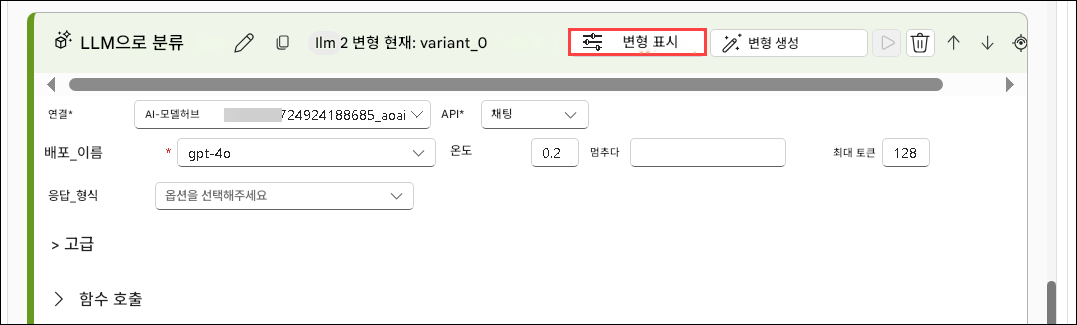 LLM으로 분류 llm 2 변형 현재: variant_0 변형 표시 변형 생성
연결* AI-모델허브 724924188685_aoai API* 채팅
배포_이름 * gpt-4o 온도 0.2 멈추다 최대 토큰 128
응답_형식 옵션을 선택해주세요
> 고급
> 함수 호출